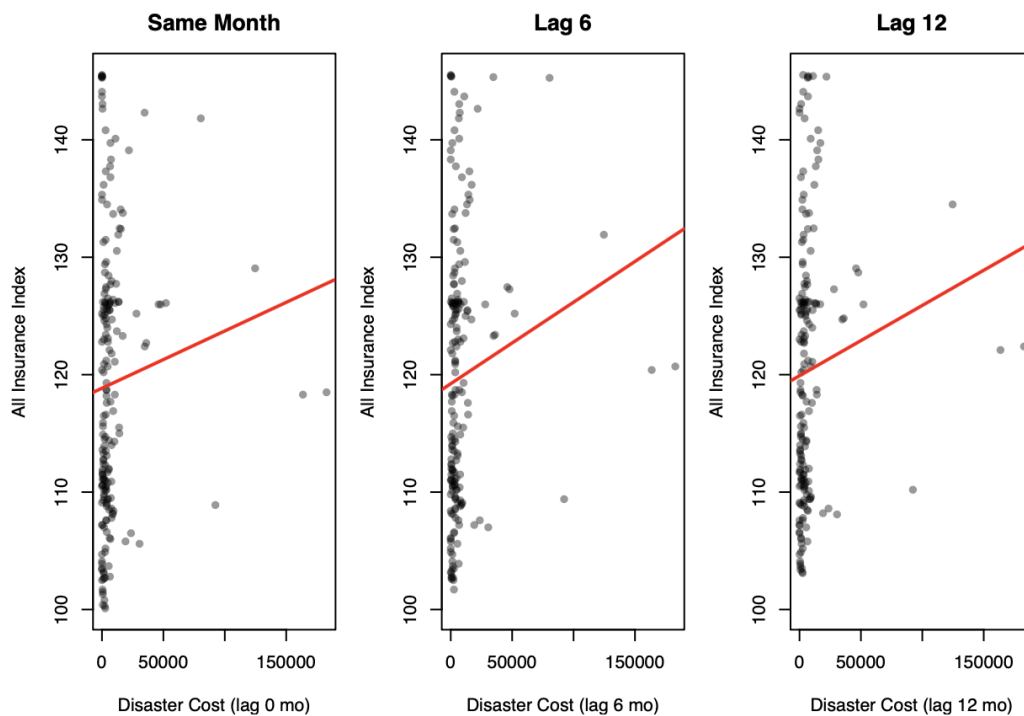 Same Month
All Insurance Index
140
130
120
110
100
0 50000 150000
Disaster Cost (lag 0 mo)
Lag 6
All Insurance Index
140
130
120
110
100
0 50000 150000
Disaster Cost (lag 6 mo)
Lag 12
All Insurance Index
140
130
120
110
100
0 50000 150000
Disaster Cost (lag 12 mo)